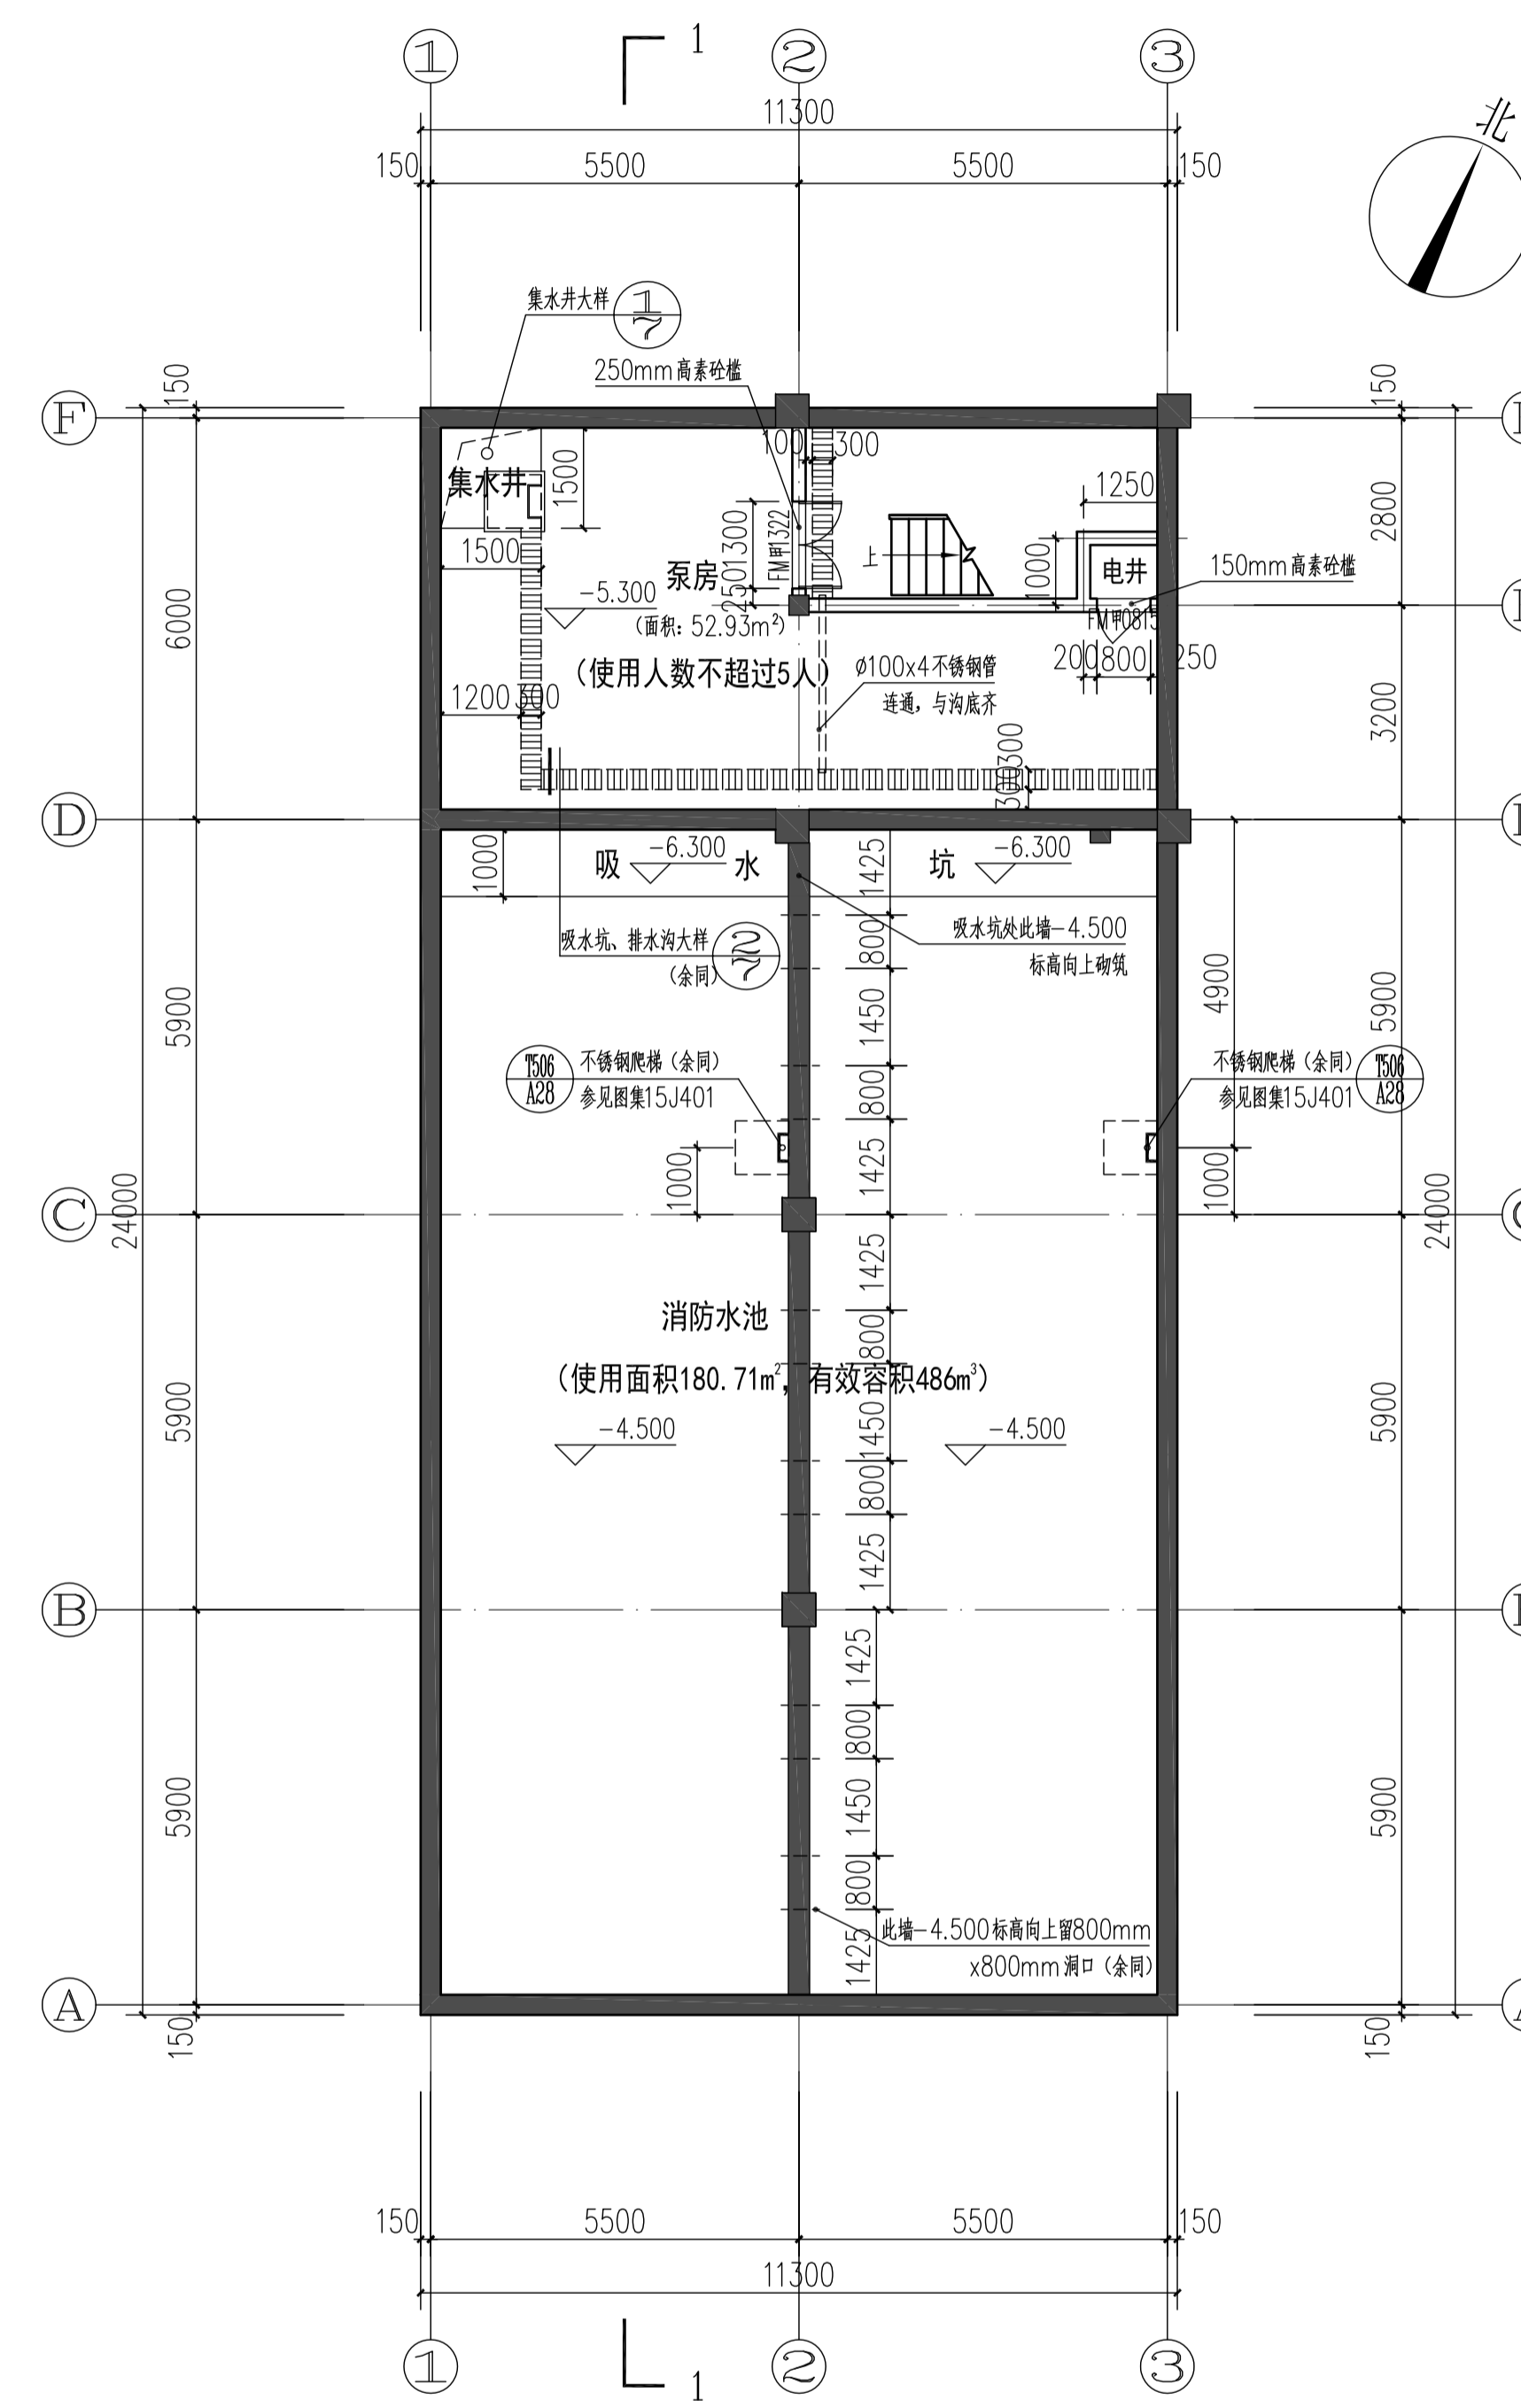 1
1
2
3
北
11300
150
5500
5500
150
集水井大样
1
7
250mm高素砼槛
F
150
150
100
300
集水井
1500
1250
2800
1500
1300
FM甲1322
上
1000
电井
150mm高素砼槛
泵房
-5.300
250
(面积: 52.93m²)
FM甲0815
6000
(使用人数不超过5人)
Ø100x4不锈钢管
连通，与沟底齐
200
800
250
1200
300
3200
300
300
D
1000
吸
-6.300
水
坑
-6.300
1425
吸水坑、排水沟大样
(余同)
2
7
吸水坑处此墙-4.500
标高向上砌筑
800
5900
1450
4900
5900
T506
A28
不锈钢爬梯（余同）
参见图集15J401
800
不锈钢爬梯（余同）
参见图集15J401
T506
A28
1000
1425
1000
C
24000
24000
1425
消防水池
800
(使用面积180.71m², 有效容积486m³)
5900
1450
5900
-4.500
-4.500
800
1425
B
1425
800
5900
1450
5900
800
此墙-4.500标高向上留800mm
x800mm洞口（余同）
1425
A
150
150
150
5500
5500
150
11300
1
2
3
1